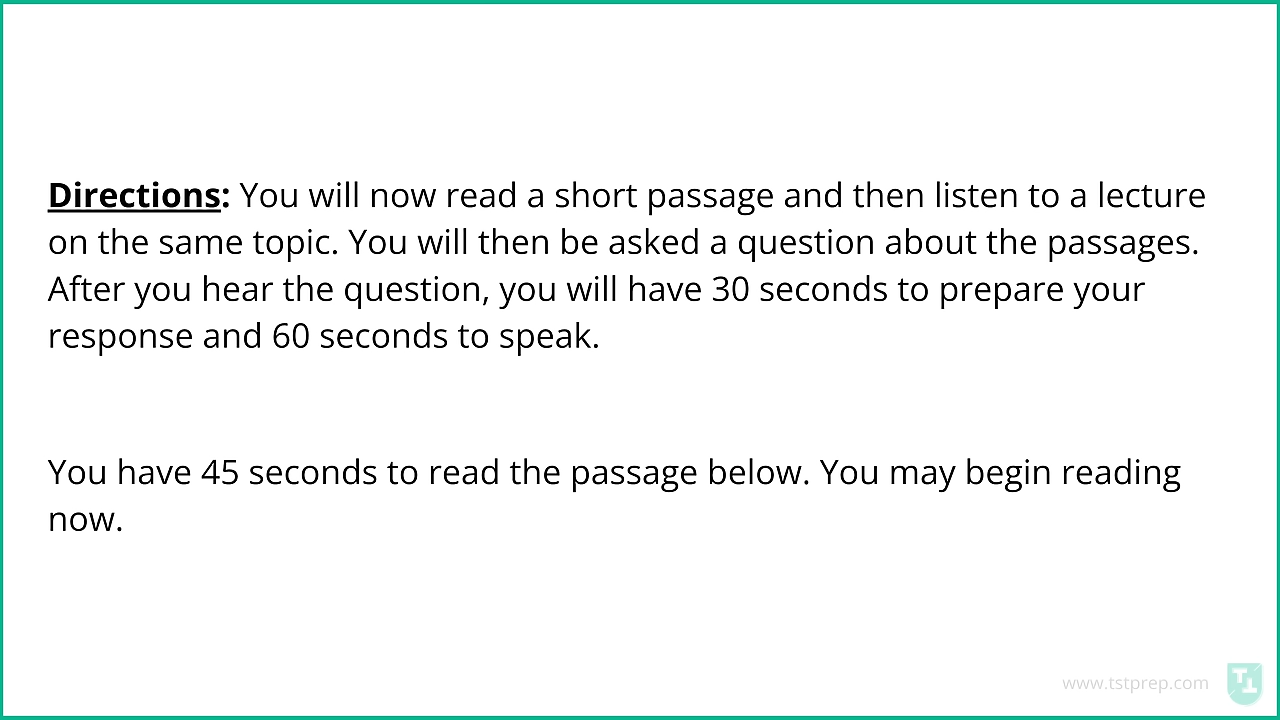 Directions: You will now read a short passage and then listen to a lecture
on the same topic. You will then be asked a question about the passages.
After you hear the question, you will have 30 seconds to prepare your
response and 60 seconds to speak.
You have 45 seconds to read the passage below. You may begin reading
now.
www.tstprep.com